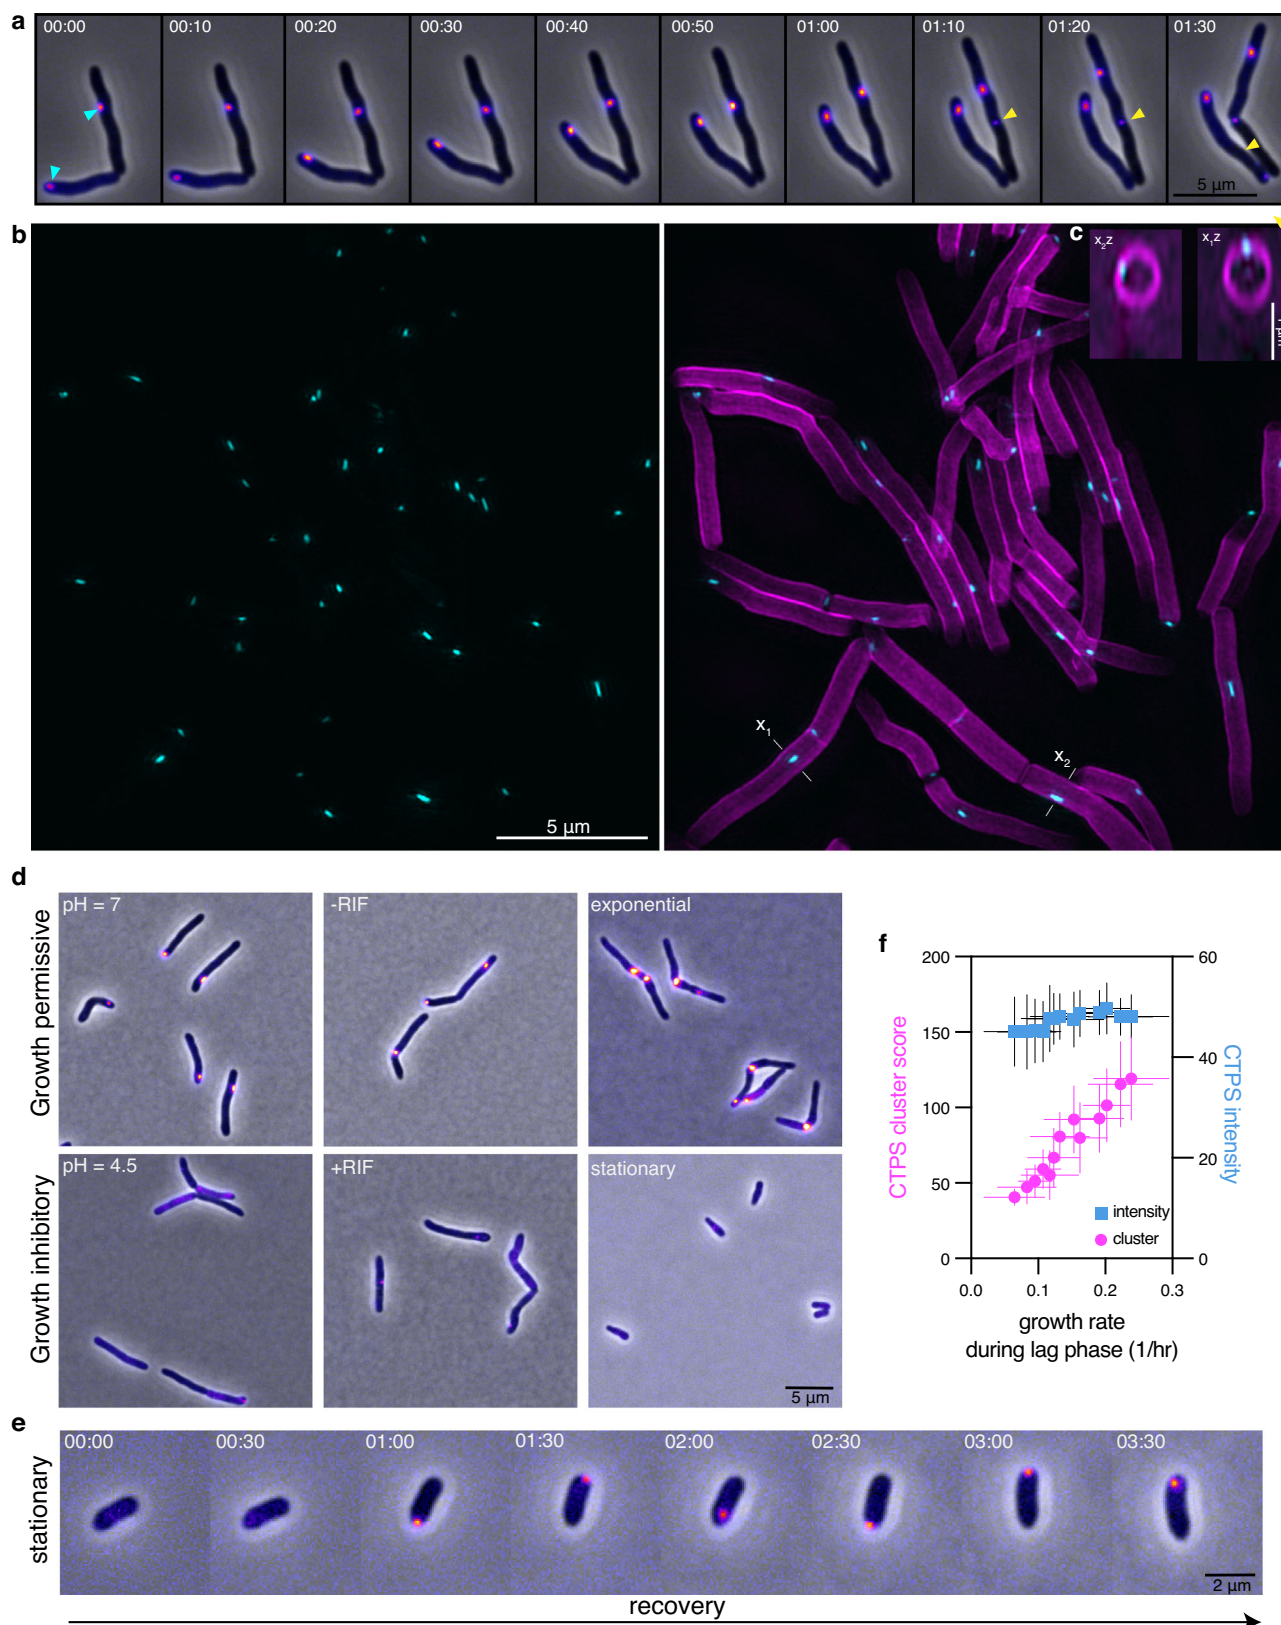 a
00:00 00:10 00:20 00:30 00:40 00:50 01:00 01:10 01:20 01:30
5 µm
b
c
x₂z
x₁z
1 µm
x₁
x₂
5 µm
d
Growth permissive
pH = 7
-RIF
exponential
Growth inhibitory
pH = 4.5
+RIF
stationary
5 µm
f
200
150
100
50
0
CTPS cluster score
60
40
20
0
CTPS intensity
intensity
cluster
0.0 0.1 0.2 0.3
growth rate
during lag phase (1/hr)
e
stationary
00:00 00:30 01:00 01:30 02:00 02:30 03:00 03:30
2 µm
recovery